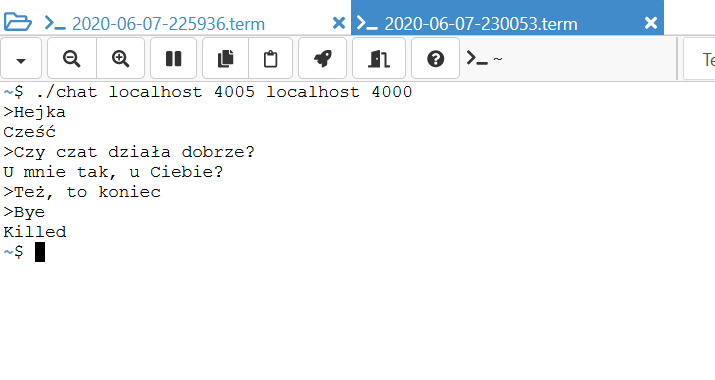 2020-06-07-225936.term
2020-06-07-230053.term
~
Te
~$ ./chat localhost 4005 localhost 4000
>Hejka
Cześć
>Czy czat działa dobrze?
U mnie tak, u Ciebie?
>Też, to koniec
>Bye
Killed
~$